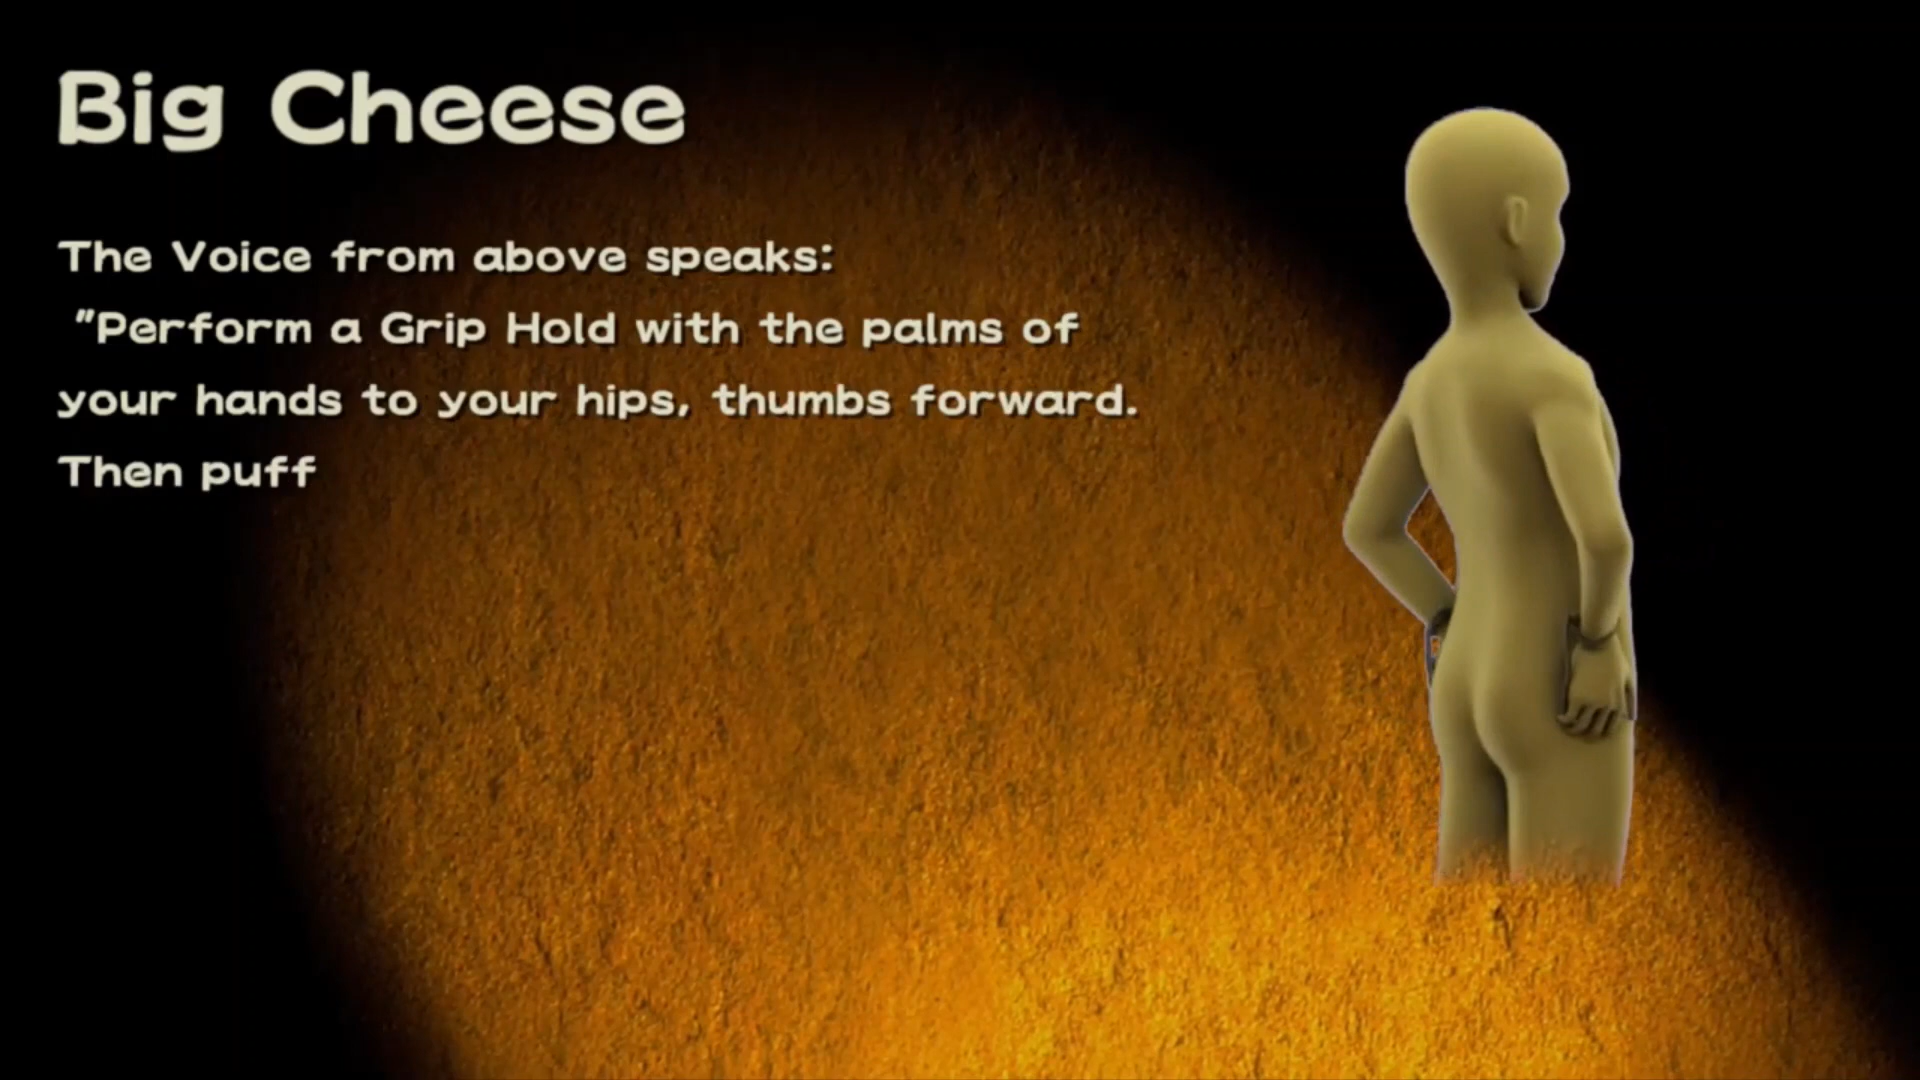 Big Cheese
The Voice from above speaks:
"Perform a Grip Hold with the palms of
your hands to your hips, thumbs forward.
Then puff